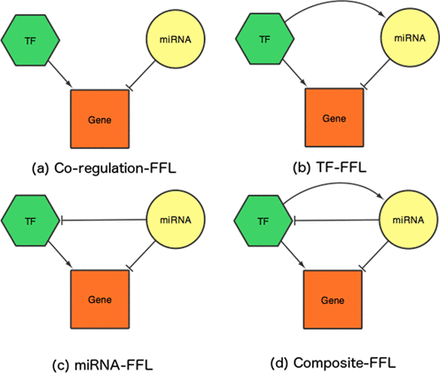 TF
miRNA
Gene
(a) Co-regulation-FFL
TF
miRNA
Gene
(b) TF-FFL
TF
miRNA
Gene
(c) miRNA-FFL
TF
miRNA
Gene
(d) Composite-FFL